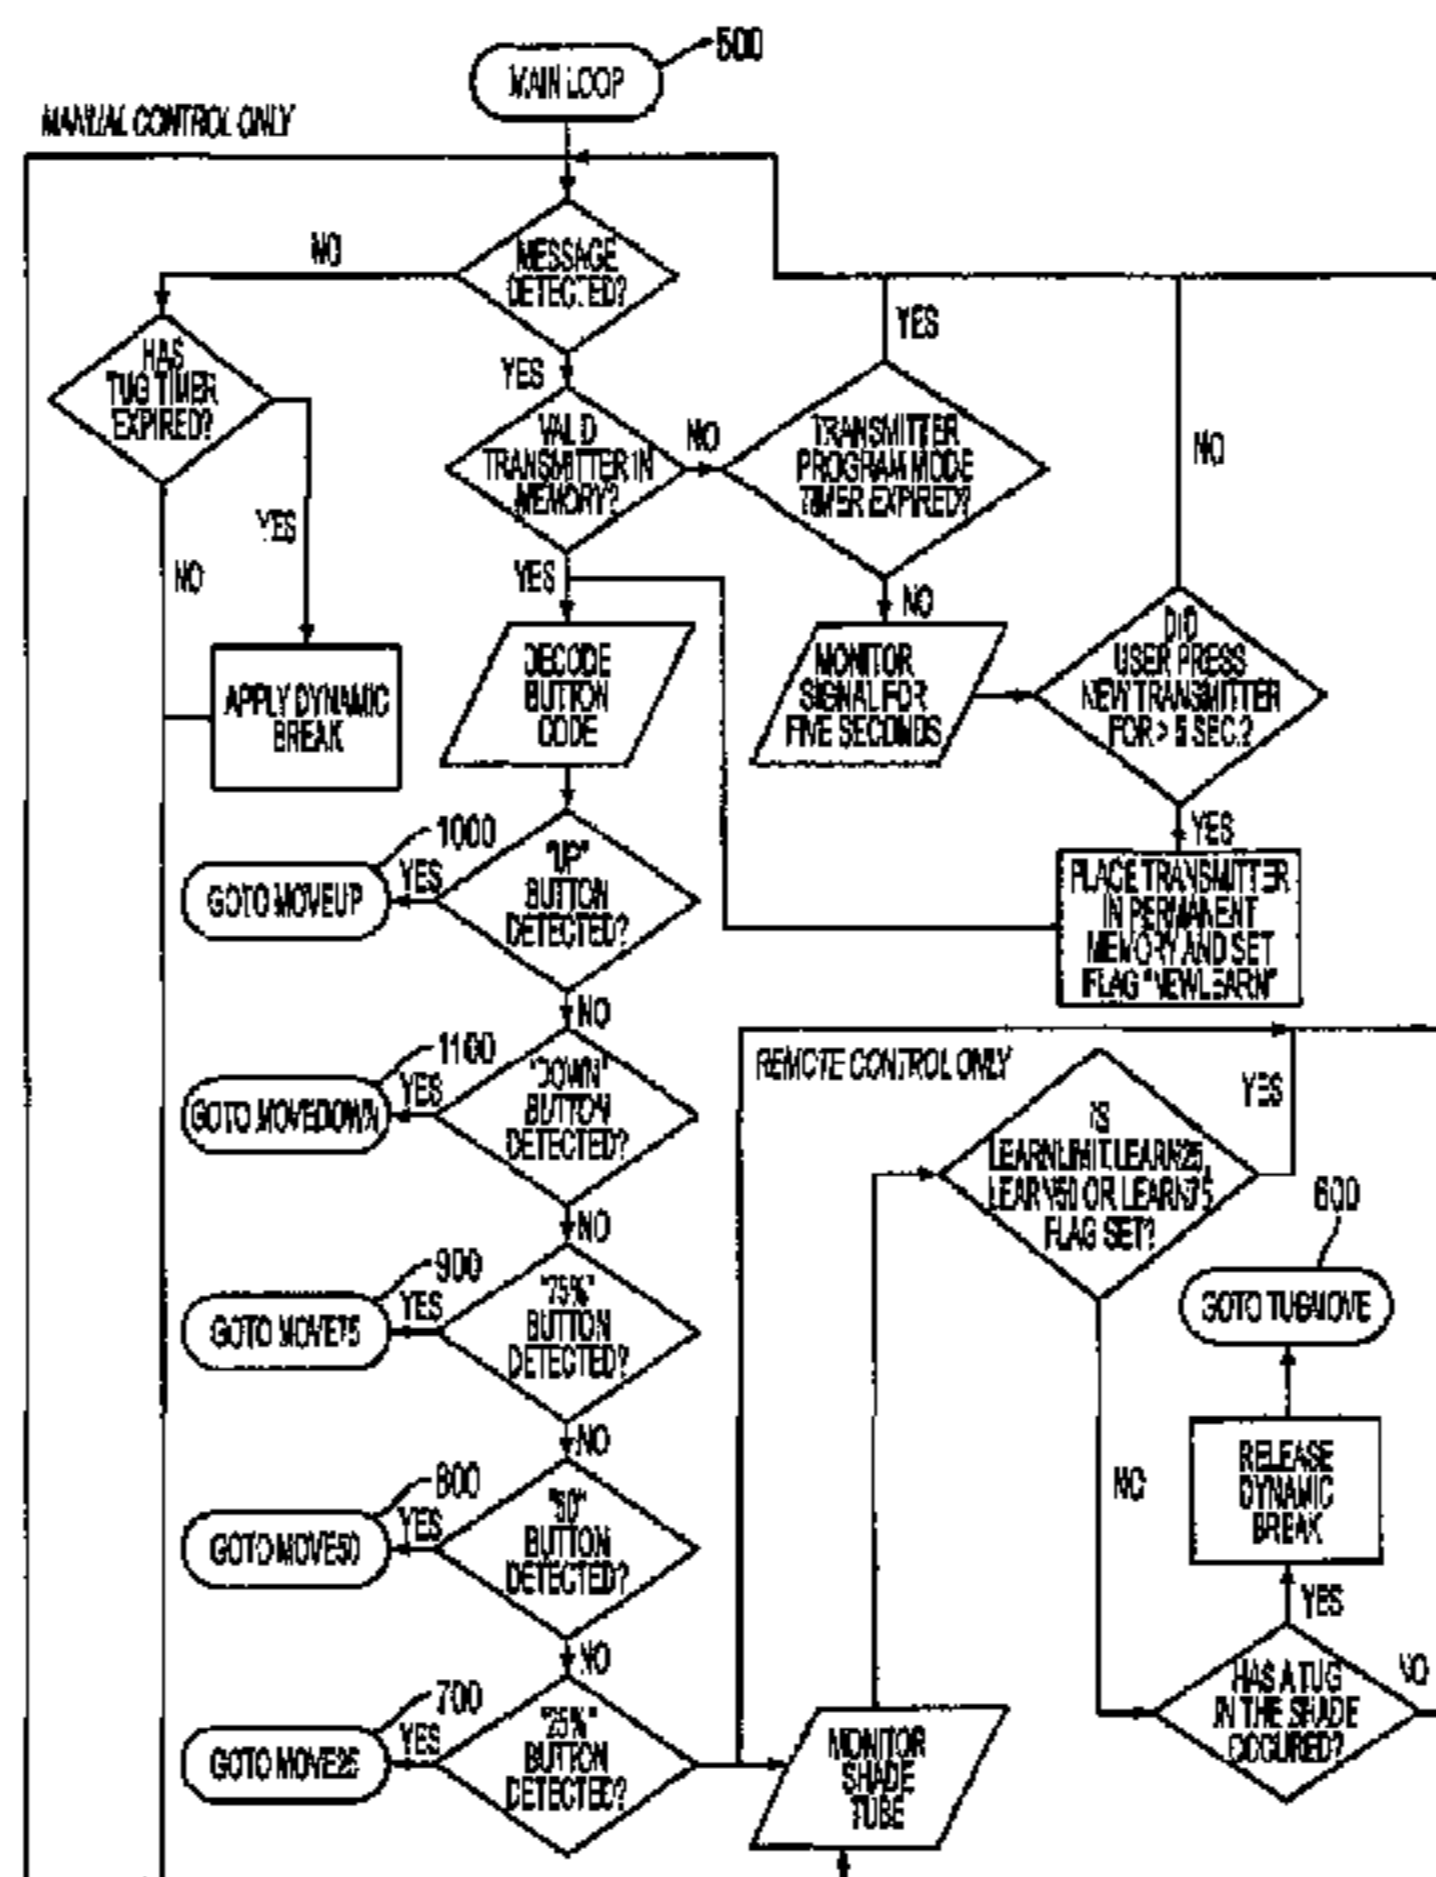 500
MAIN LOOP
MANUAL CONTROL ONLY
NO
MESSAGE
DETECTED?
YES
HAS
TUG TIMER
EXPIRED?
YES
NO
VALID
TRANSMITTER IN
MEMORY?
NO
TRANSMITTER
PROGRAM MODE
TIMER EXPIRED?
YES
NO
NO
YES
APPLY DYNAMIC
BREAK
DECODE
BUTTON
CODE
MONITOR
SIGNAL FOR
FIVE SECONDS
DID
USER PRESS
NEW TRANSMITTER
FOR > 5 SEC.?
YES
PLACE TRANSMITTER
IN PERMANENT
MEMORY AND SET
FLAG "NEWLEARN"
1000
GOTO MOVEUP
YES
"UP"
BUTTON
DETECTED?
NO
1100
GOTO MOVEDOWN
YES
"DOWN"
BUTTON
DETECTED?
NO
REMOTE CONTROL ONLY
IS
LEARNLIMIT, LEARN25,
LEARN50 OR LEARN75
FLAG SET?
YES
NO
600
GOTO TUGMOVE
900
GOTO MOVE75
YES
"75%"
BUTTON
DETECTED?
NO
RELEASE
DYNAMIC
BREAK
YES
800
GOTO MOVE50
YES
"50"
BUTTON
DETECTED?
NO
HAS A TUG
IN THE SHADE
OCCURED?
NO
700
GOTO MOVE25
YES
"25%"
BUTTON
DETECTED?
MONITOR
SHADE
TUBE